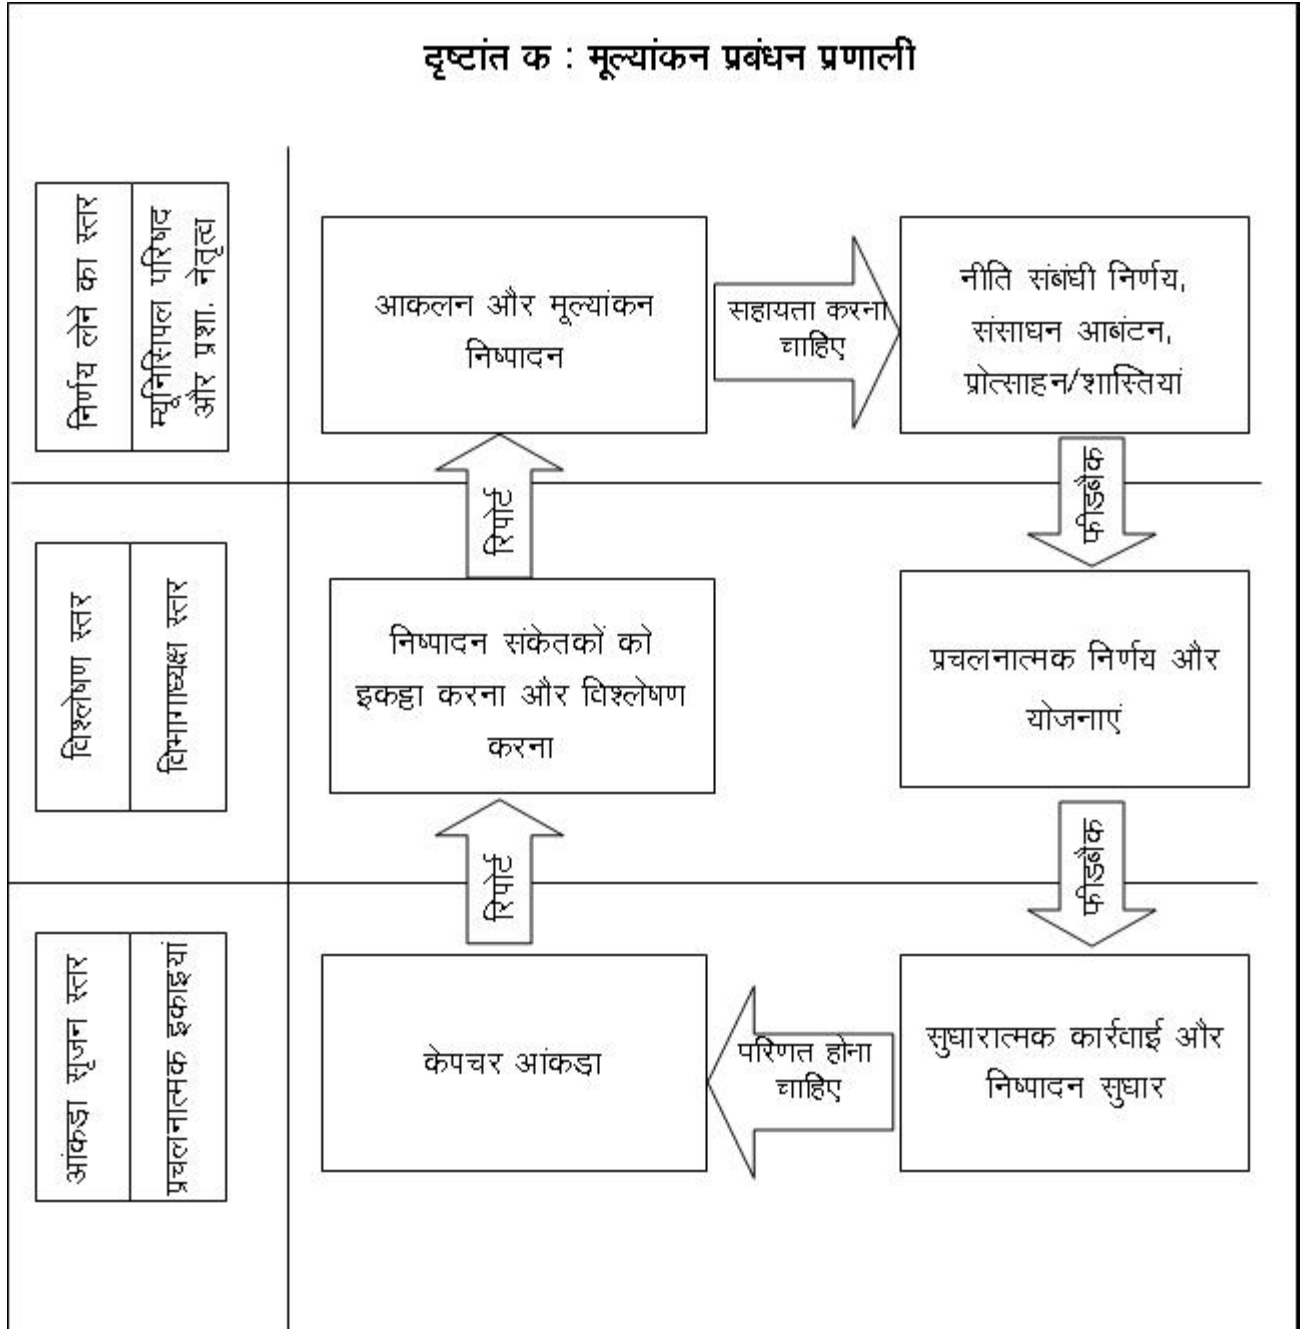 दृष्टांत क : मूल्यांकन प्रबंधन प्रणाली
निर्णय लेने का स्तर
म्यूनिसिपल परिषद
और प्रशा. नेतृत्व
आकलन और मूल्यांकन
निष्पादन
सहायता करना
चाहिए
नीति संबंधी निर्णय,
संसाधन आबंटन,
प्रोत्साहन/शास्तियां
रिपोर्ट
फीडबैक
विश्लेषण स्तर
विभागाध्यक्ष स्तर
निष्पादन संकेतकों को
इकट्ठा करना और विश्लेषण
करना
प्रचलनात्मक निर्णय और
योजनाएं
रिपोर्ट
फीडबैक
आंकड़ा सृजन स्तर
प्रचलनात्मक इकाइयां
केपचर आंकड़ा
परिणत होना
चाहिए
सुधारात्मक कार्रवाई और
निष्पादन सुधार